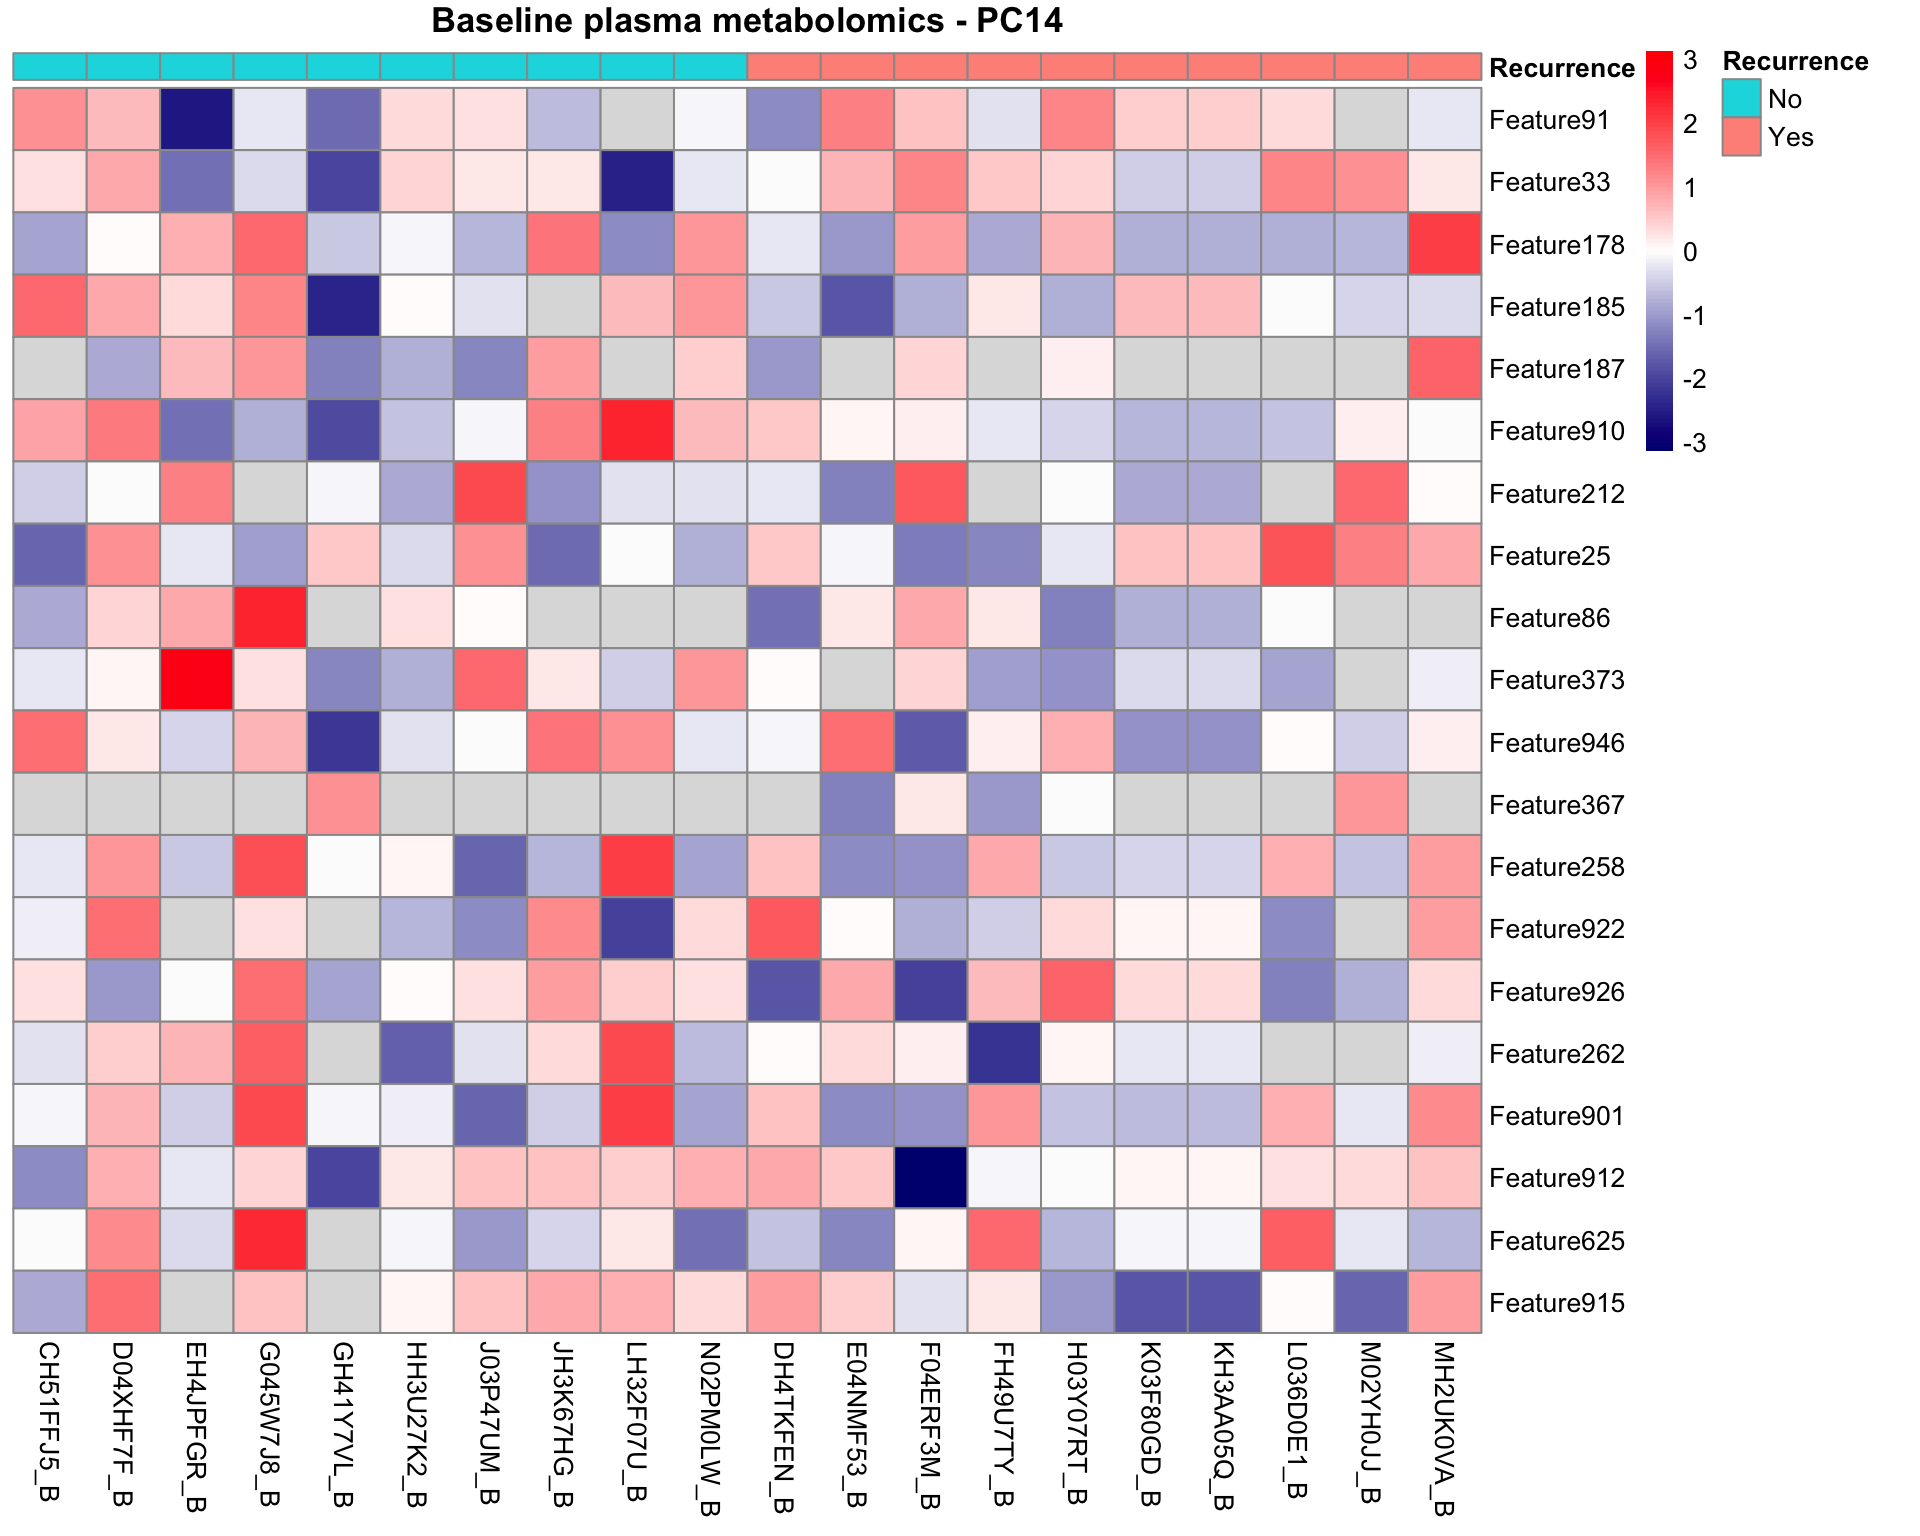 Baseline plasma metabolomics - PC14
Recurrence
3
2
1
0
-1
-2
-3
Recurrence
No
Yes
Feature91
Feature33
Feature178
Feature185
Feature187
Feature910
Feature212
Feature25
Feature86
Feature373
Feature946
Feature367
Feature258
Feature922
Feature926
Feature262
Feature901
Feature912
Feature625
Feature915
CH51FFJ5_B
D04XHF7F_B
EH4JPFGR_B
G045W7J8_B
GH41Y7VL_B
HH3U27K2_B
J03P47UM_B
JH3K67HG_B
LH32F07U_B
N02PM0LW_B
DH4TKFEN_B
E04NMF53_B
F04ERF3M_B
FH49U7TY_B
H03Y07RT_B
K03F80GD_B
KH3AA05Q_B
L036D0E1_B
M02YH0JJ_B
MH2UK0VA_B